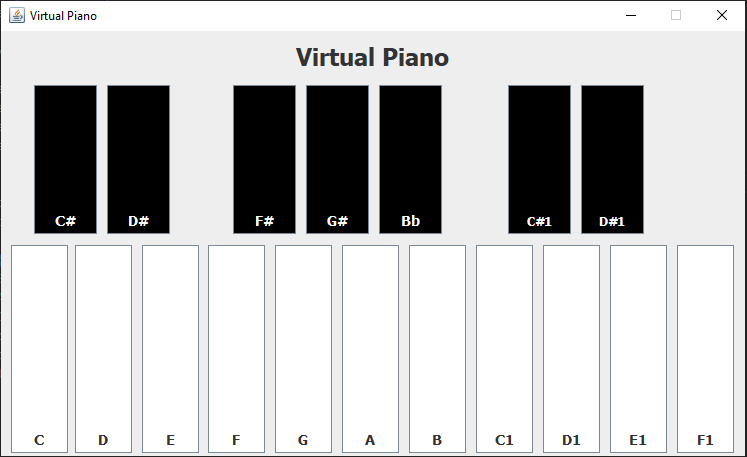 Virtual Piano
Virtual Piano
C# D# F# G# Bb C#1 D#1
C D E F G A B C1 D1 E1 F1